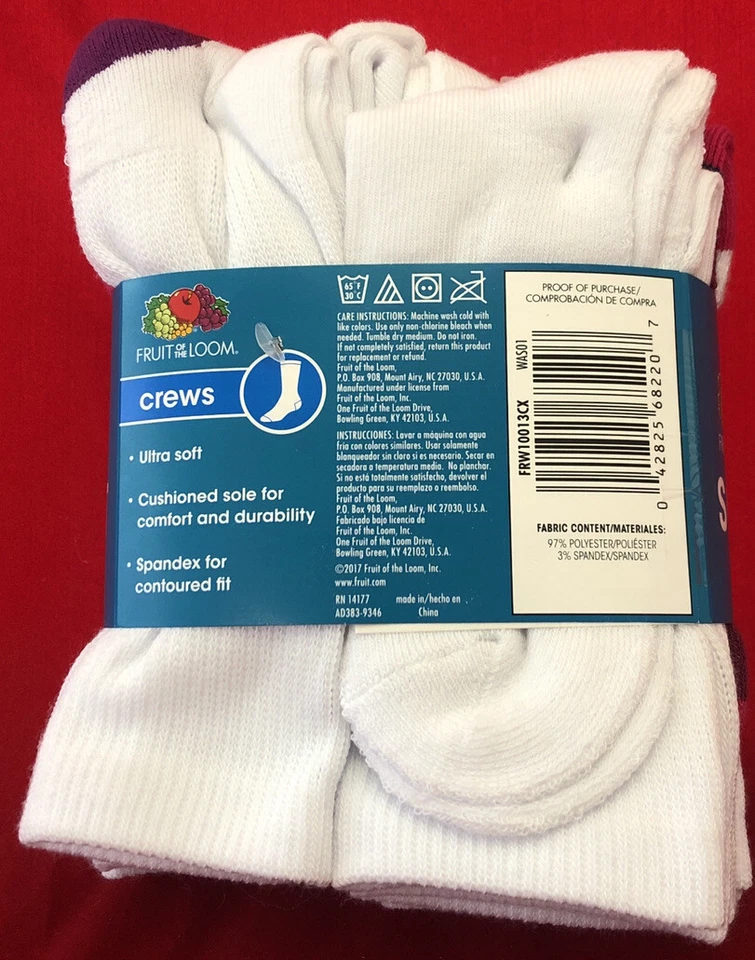 FRUIT OF THE LOOM®
crews
• Ultra soft
• Cushioned sole for
comfort and durability
• Spandex for
contoured fit
65° F
30° C
CARE INSTRUCTIONS: Machine wash cold with
like colors. Use only non-chlorine bleach when
needed. Tumble dry medium. Do not iron.
If not completely satisfied, return this product
for replacement or refund.
Fruit of the Loom,
P.O. Box 908, Mount Airy, NC 27030, U.S.A.
Manufactured under license from
Fruit of the Loom, Inc.
One Fruit of the Loom Drive,
Bowling Green, KY 42103, U.S.A.
INSTRUCCIONES: Lavar a máquina con agua
fría con colores similares. Usar solamente
blanqueador sin cloro si es necesario. Secar en
secadora a temperatura media. No planchar.
Si no está totalmente satisfecho, devolver el
producto para su reemplazo o reembolso.
Fruit of the Loom,
P.O. Box 908, Mount Airy, NC 27030, U.S.A.
Fabricado bajo licencia de
Fruit of the Loom, Inc.
One Fruit of the Loom Drive,
Bowling Green, KY 42103, U.S.A.
©2017 Fruit of the Loom, Inc.
www.fruit.com
RN 14177
AD383-9346
made in/hecho en
China
PROOF OF PURCHASE/
COMPROBACIÓN DE COMPRA
WAS01
FRW10013CX
0 42825 68220 7
FABRIC CONTENT/MATERIALES:
97% POLYESTER/POLIÉSTER
3% SPANDEX/SPANDEX
S